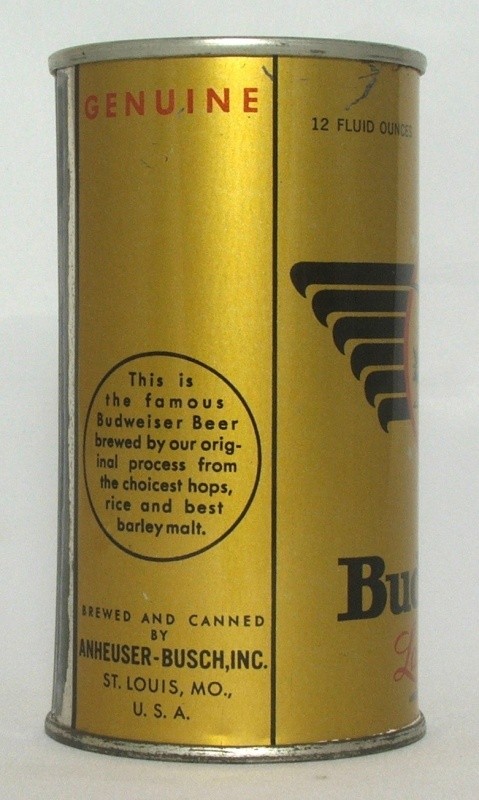 GENUINE
12 FLUID OUNCES
This is
the famous
Budweiser Beer
brewed by our orig-
inal process from
the choicest hops,
rice and best
barley malt.
BREWED AND CANNED
BY
ANHEUSER-BUSCH, INC.
ST. LOUIS, MO.,
U. S. A.
Bud